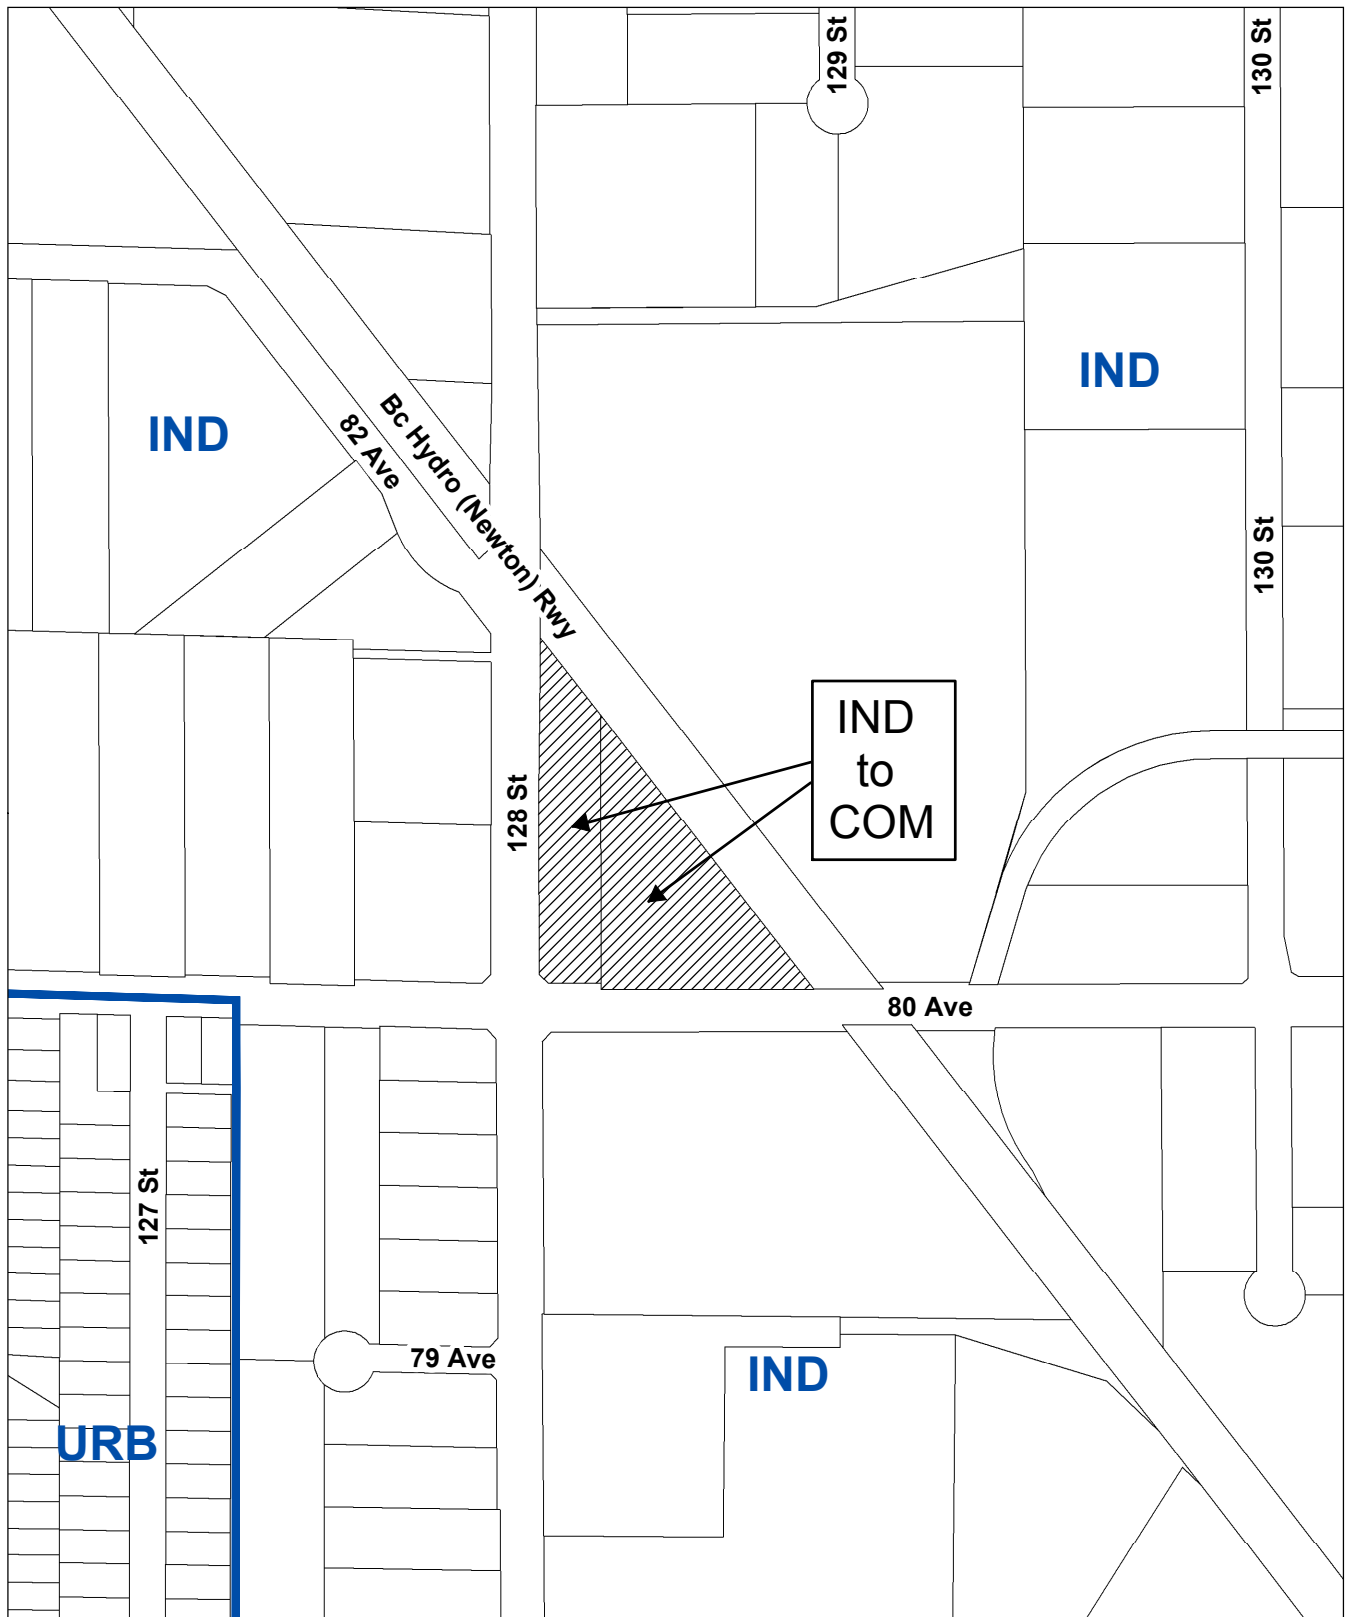 129 St
130 St
IND
IND
82 Ave
Bc Hydro (Newton) Rwy
130 St
IND
to
COM
128 St
80 Ave
127 St
79 Ave
IND
URB